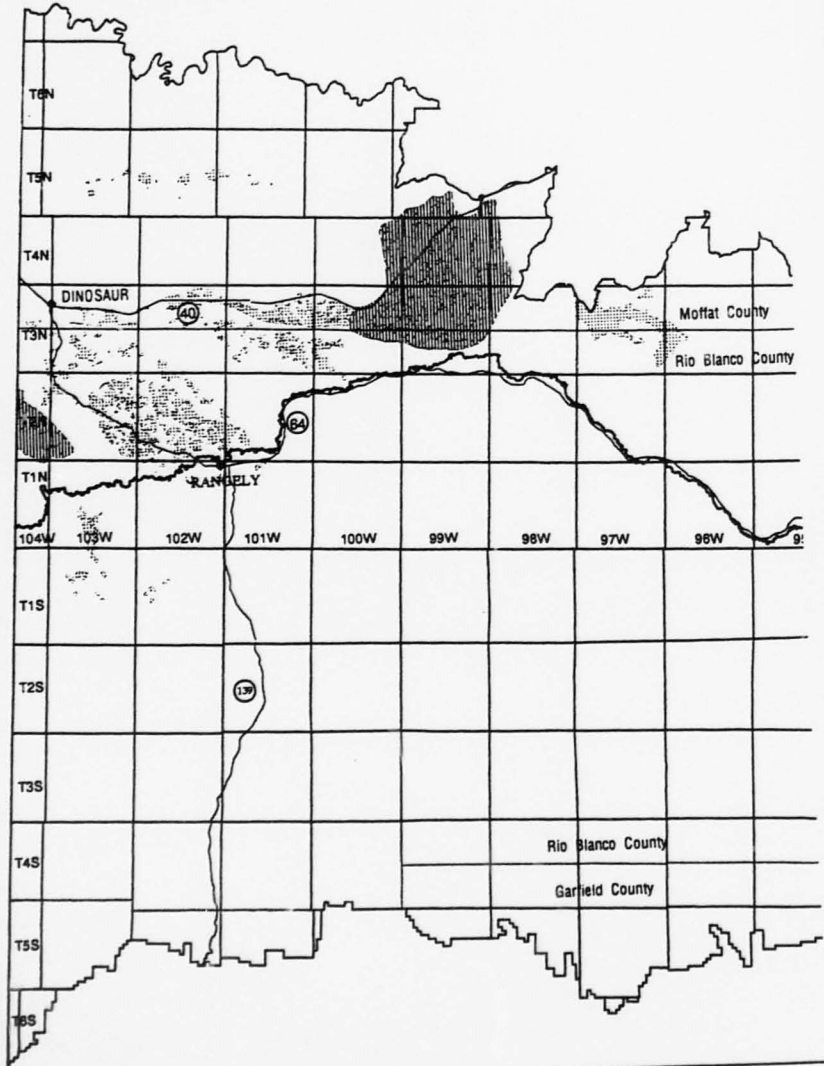 T6N
T5N
T4N
DINOSAUR
40
Moffat County
T3N
Rio Blanco County
64
T1N
RANGELY
104W 103W 102W 101W 100W 99W 98W 97W 96W 95
T1S
T2S
139
T3S
Rio Blanco County
T4S
Garfield County
T5S
T6S